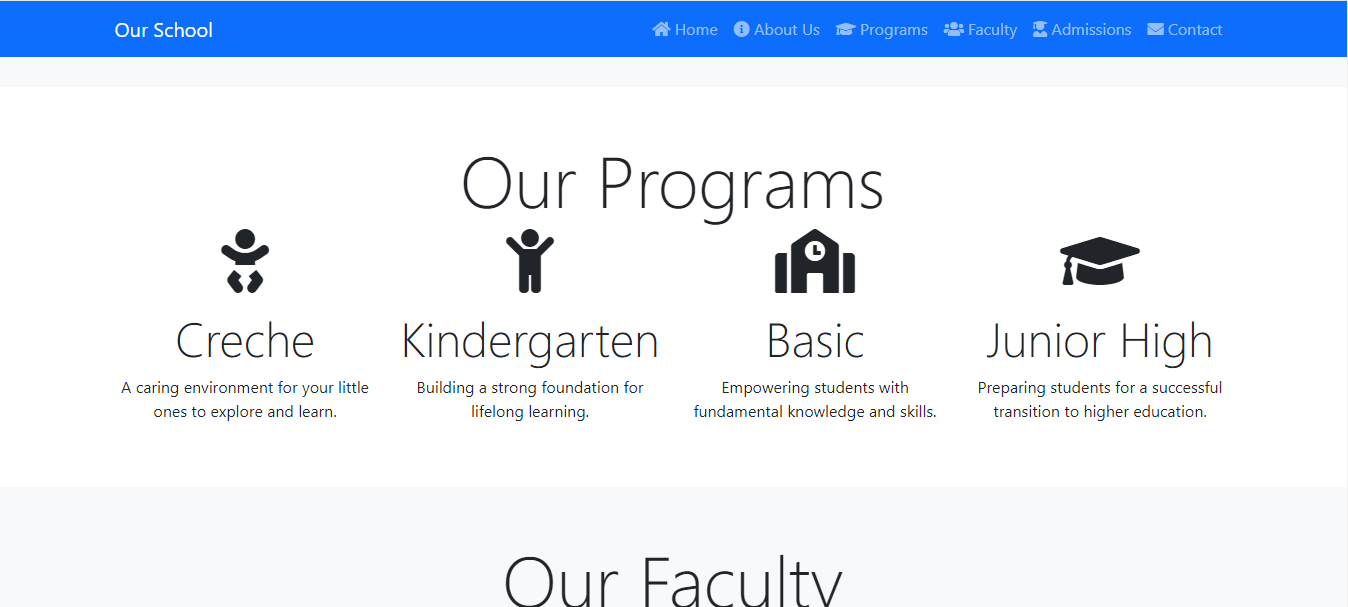 Our School Home About Us Programs Faculty Admissions Contact
Our Programs
Creche Kindergarten Basic Junior High
A caring environment for your little
ones to explore and learn.
Building a strong foundation for
lifelong learning.
Empowering students with
fundamental knowledge and skills.
Preparing students for a successful
transition to higher education.
Our Faculty